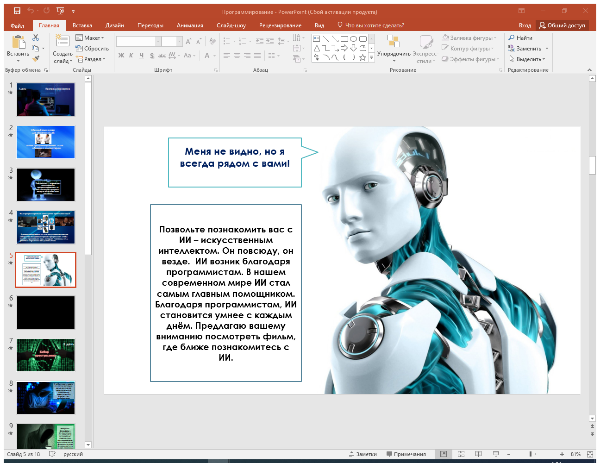 Программирование - PowerPoint (Сбой активации продукта)
Файл Главная Вставка Дизайн Переходы Анимация Слайд-шоу Рецензирование Вид Что вы хотите сделать? Вход Общий доступ
Вставить
Создать слайд
Макет
Сбросить
Раздел
Ж К Ч S abc AV Aa А
Упорядочить
Экспресс-стили
Заливка фигуры
Контур фигуры
Эффекты фигуры
Найти
Заменить
Выделить
Буфер обмена Слайды Шрифт Абзац Рисование Редактирование
1
2
3
4
5
6
7
8
9
Меня не видно, но я
всегда рядом с вами!
Позвольте познакомить вас с
ИИ – искусственным
интеллектом. Он повсюду, он
везде. ИИ возник благодаря
программистам. В нашем
современном мире ИИ стал
самым главным помощником.
Благодаря программистам, ИИ
становится умнее с каждым
днём. Предлагаю вашему
вниманию посмотреть фильм,
где ближе познакомитесь с
ИИ.
Слайд 5 из 18 русский Заметки Примечания 81%